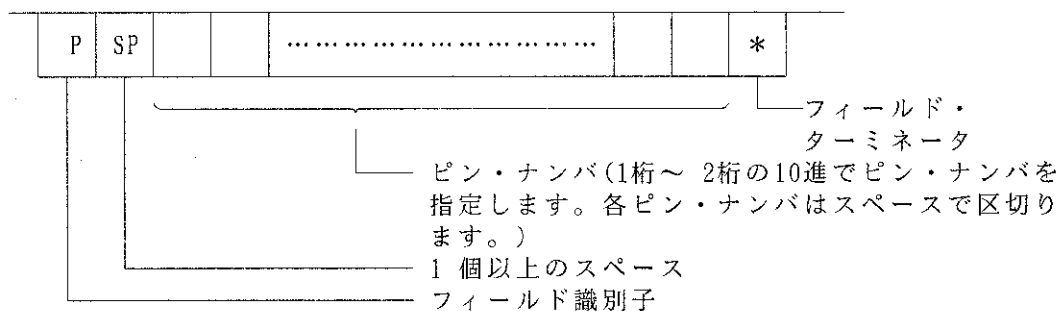 P SP ………………………… *
フィールド・
ターミネータ
ピン・ナンバ(1桁～ 2桁の10進でピン・ナンバを
指定します。各ピン・ナンバはスペースで区切り
ます。)
1 個以上のスペース
フィールド識別子